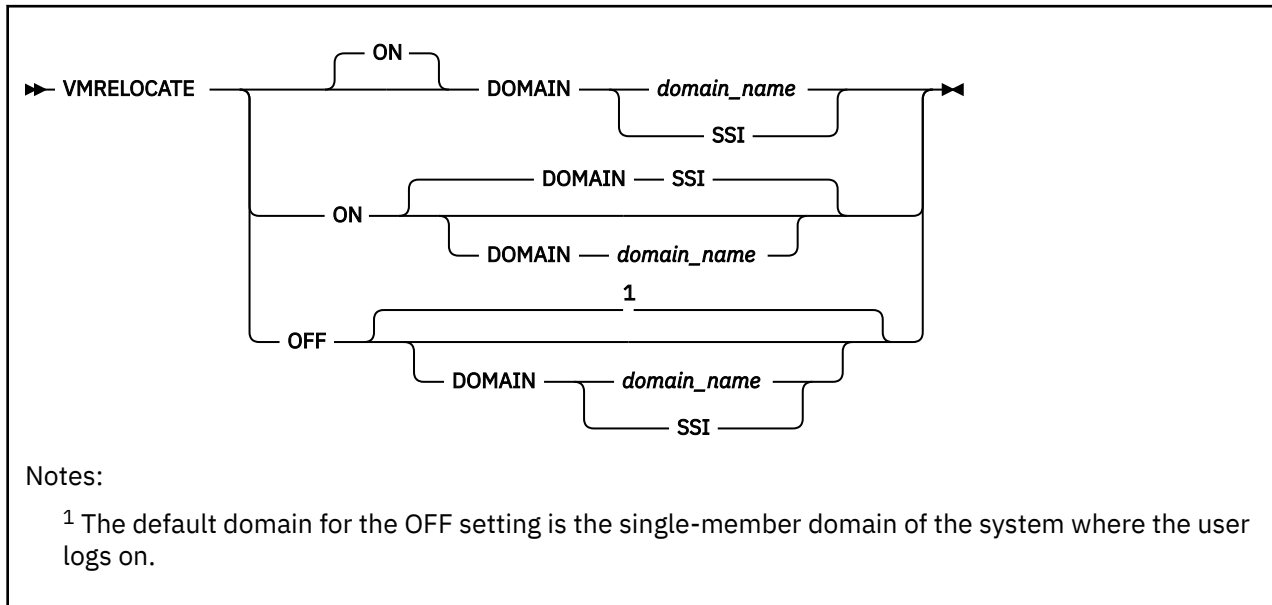 ON
VMRELOCATE DOMAIN domain_name
SSI
DOMAIN SSI
ON
DOMAIN domain_name
1
OFF
DOMAIN domain_name
SSI
Notes:
1 The default domain for the OFF setting is the single-member domain of the system where the user
logs on.